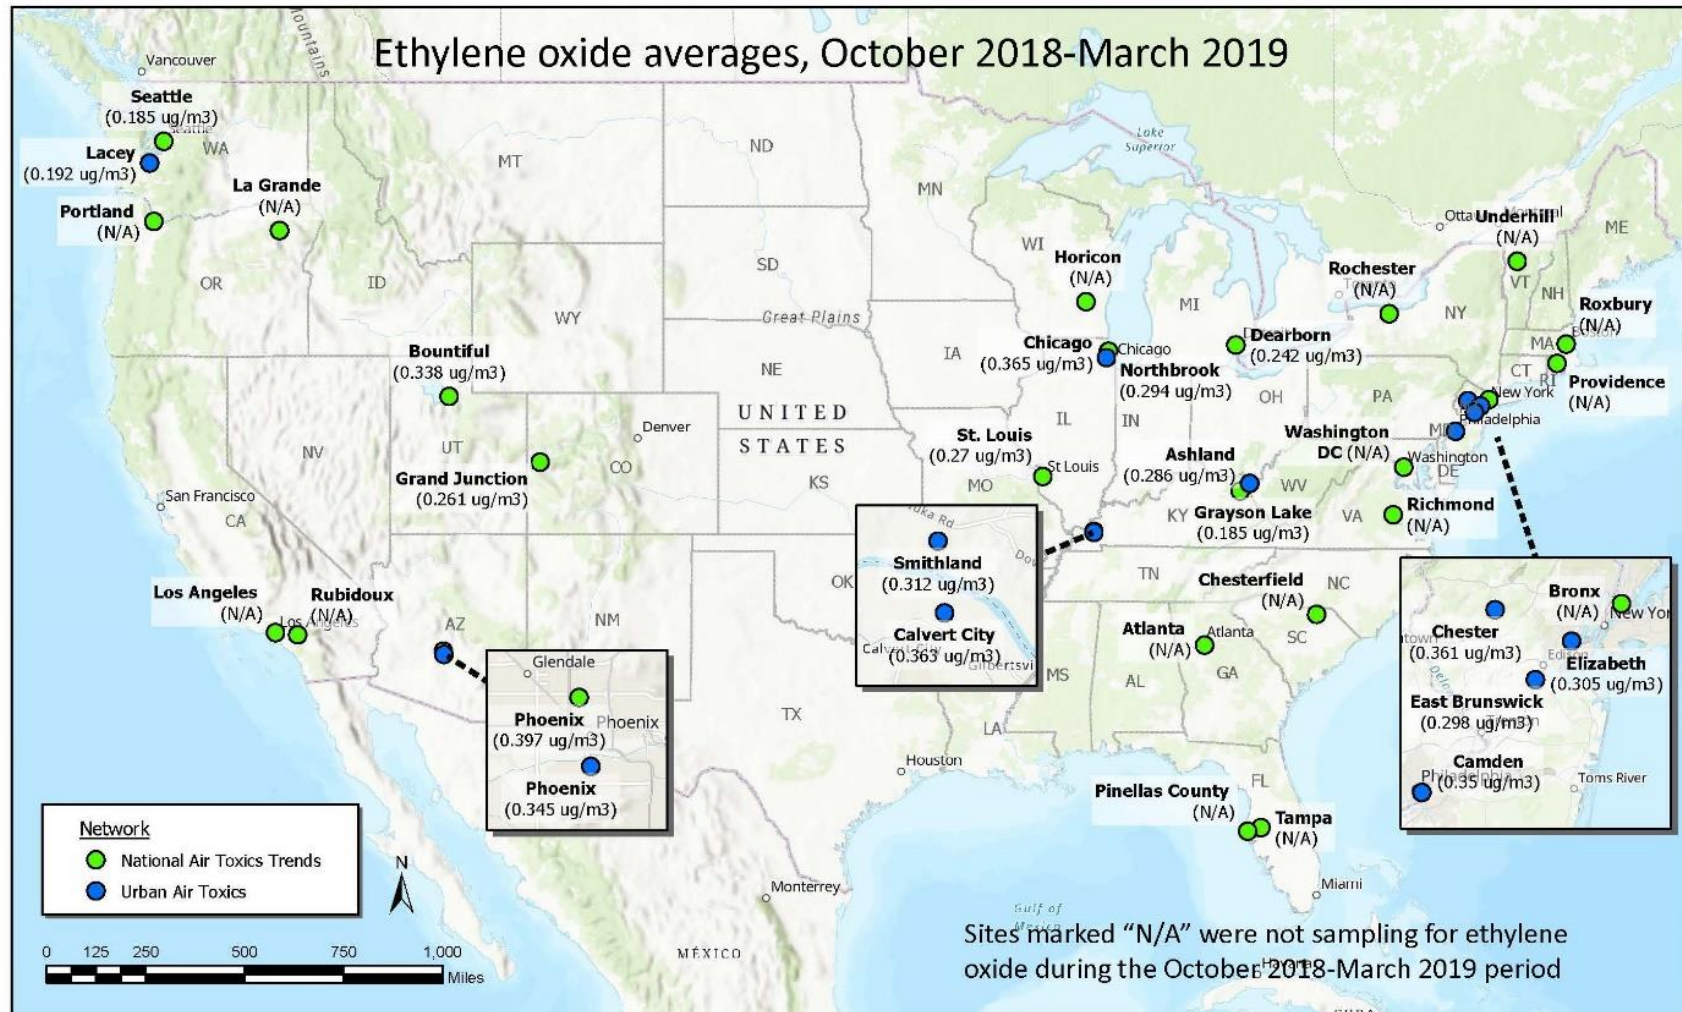 Ethylene oxide averages, October 2018-March 2019
Mountains
Vancouver
Seattle
(0.185 ug/m3)
Seattle
WA
Lacey
(0.192 ug/m3)
La Grande
(N/A)
Portland
(N/A)
OR
ID
MT
ND
SD
WY
Great Plains
NE
MN
Lake
Superior
WI
Horicon
(N/A)
MI
IA
Chicago
(0.365 ug/m3)
Chicago
Northbrook
(0.294 ug/m3)
Dearborn
(0.242 ug/m3)
Rochester
(N/A)
Underhill
(N/A)
ME
VT
NH
NY
Roxbury
(N/A)
MA
CT
RI
Providence
(N/A)
New York
Philadelphia
PA
OH
IL
IN
Bountiful
(0.338 ug/m3)
NV
UT
Denver
CO
Grand Junction
(0.261 ug/m3)
UNITED
STATES
KS
St. Louis
(0.27 ug/m3)
St Louis
MO
Ashland
(0.286 ug/m3)
WV
KY
Grayson Lake
(0.185 ug/m3)
Washington
DC (N/A)
Washington
DE
VA
Richmond
(N/A)
San Francisco
CA
Los Angeles
(N/A)
Rubidoux
(N/A)
Los Angeles
AZ
NM
OK
TN
NC
Chesterfield
(N/A)
SC
Atlanta
(N/A)
Atlanta
GA
MS
AL
LA
TX
Houston
FL
Pinellas County
(N/A)
Tampa
(N/A)
Miami
Monterrey
MÉXICO
Gulf of
Smithland
(0.312 ug/m3)
Calvert City
(0.363 ug/m3)
Calvert City
Glendale
Phoenix
(0.397 ug/m3)
Phoenix
Phoenix
(0.345 ug/m3)
Bronx
(N/A)
New Yor
Chester
(0.361 ug/m3)
Edison
Elizabeth
(0.305 ug/m3)
East Brunswick
(0.298 ug/m3)
Camden
(0.35 ug/m3)
Philadelphia
Toms River
Network
National Air Toxics Trends
Urban Air Toxics
N
0 125 250 500 750 1,000
Miles
Sites marked “N/A” were not sampling for ethylene
oxide during the October 2018-March 2019 period